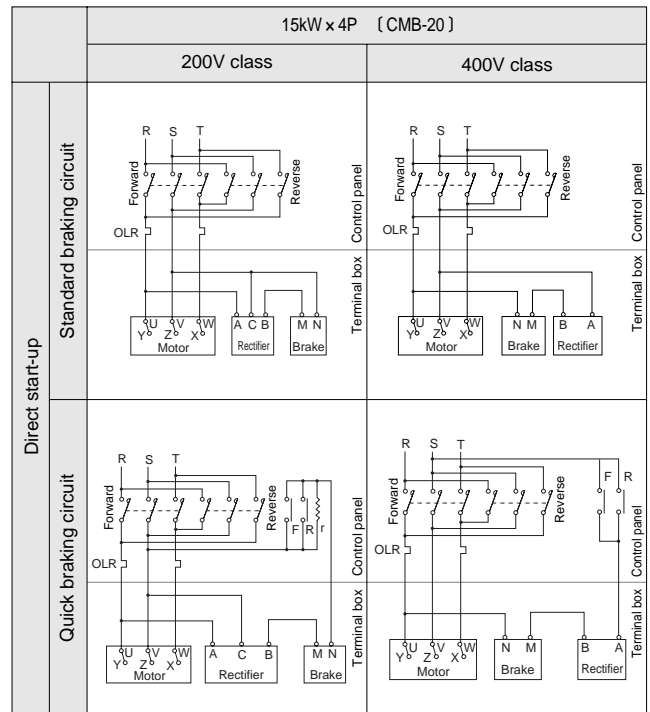 15kW × 4P 〔CMB-20〕
200V class
400V class
Direct start-up
Standard braking circuit
R S T
Forward
Reverse
OLR
Control panel
Terminal box
U V W
Y Z X
Motor
A C B
Rectifier
M N
Brake
R S T
Forward
Reverse
OLR
Control panel
Terminal box
U V W
Y Z X
Motor
N M
Brake
B A
Rectifier
Quick braking circuit
R S T
Forward
Reverse
F R r
OLR
Control panel
Terminal box
U V W
Y Z X
Motor
A C B
Rectifier
M N
Brake
R S T
Forward
Reverse
F R
OLR
Control panel
Terminal box
U V W
Y Z X
Motor
N M
Brake
B A
Rectifier